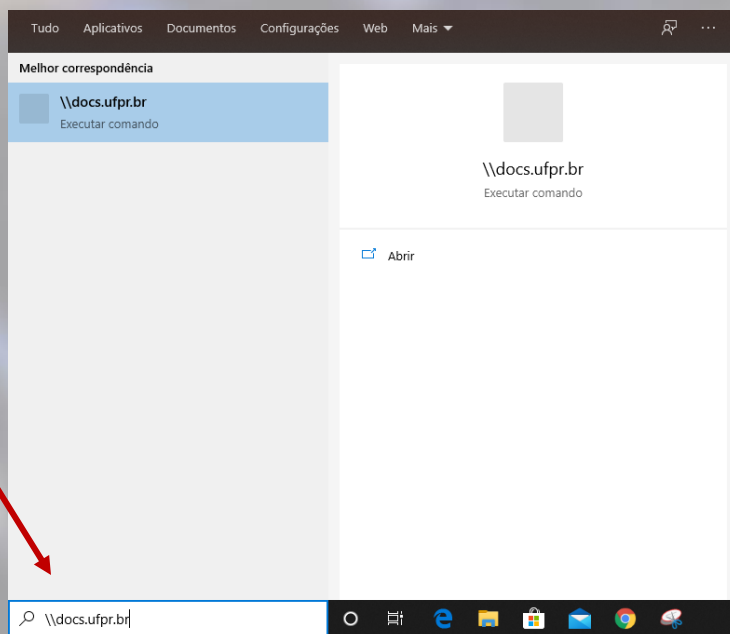 Tudo Aplicativos Documentos Configurações Web Mais
Melhor correspondência
\\docs.ufpr.br
Executar comando
\\docs.ufpr.br
Executar comando
Abrir
\\docs.ufpr.br